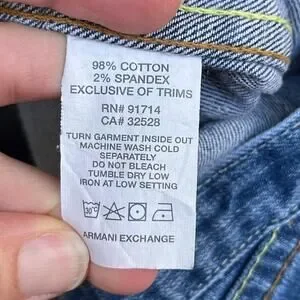 98% COTTON
2% SPANDEX
EXCLUSIVE OF TRIMS
RN# 91714
CA# 32528
TURN GARMENT INSIDE OUT
MACHINE WASH COLD
SEPARATELY
DO NOT BLEACH
TUMBLE DRY LOW
IRON AT LOW SETTING
30°C
ARMANI EXCHANGE